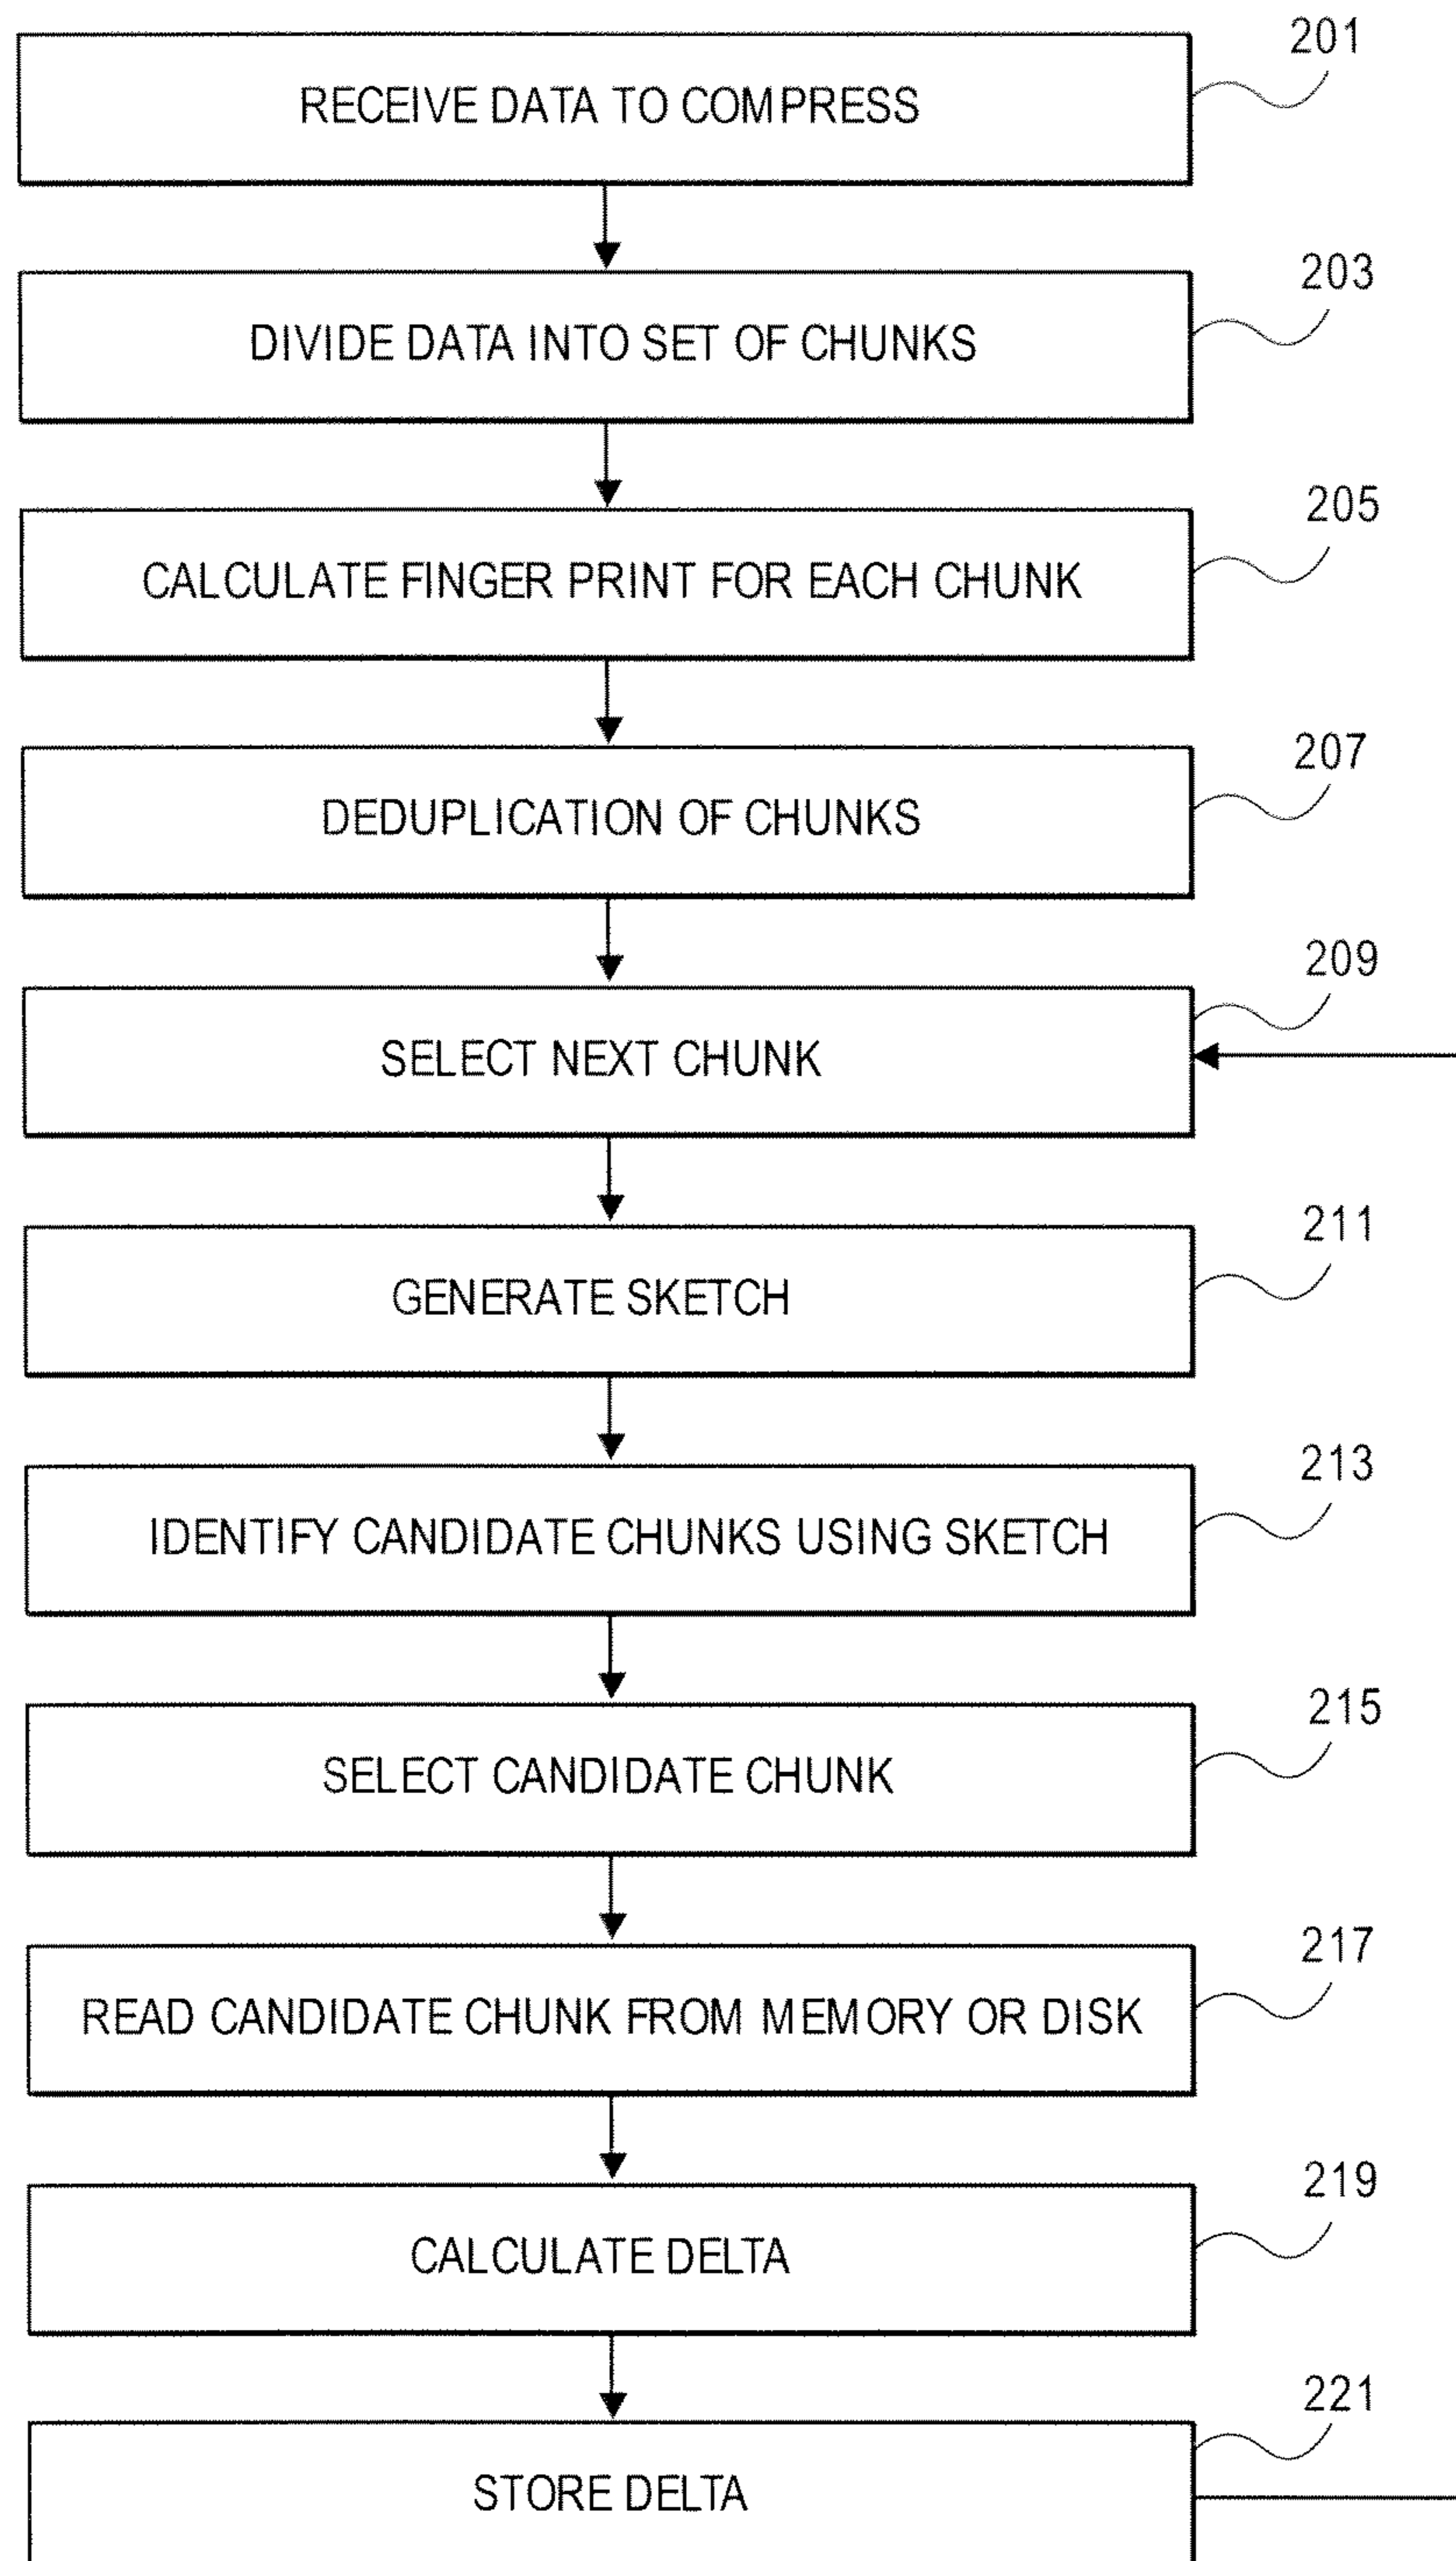 201
RECEIVE DATA TO COMPRESS
203
DIVIDE DATA INTO SET OF CHUNKS
205
CALCULATE FINGER PRINT FOR EACH CHUNK
207
DEDUPLICATION OF CHUNKS
209
SELECT NEXT CHUNK
211
GENERATE SKETCH
213
IDENTIFY CANDIDATE CHUNKS USING SKETCH
215
SELECT CANDIDATE CHUNK
217
READ CANDIDATE CHUNK FROM MEMORY OR DISK
219
CALCULATE DELTA
221
STORE DELTA